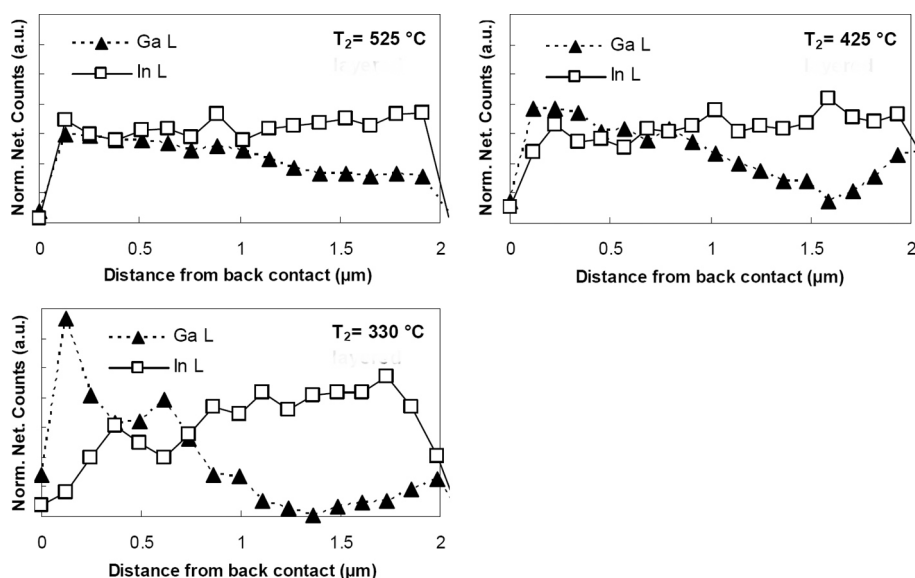 Norm. Net. Counts (a.u.)
Ga L
In L
T2= 525 °C
layered
0
0.5
1
1.5
2
Distance from back contact (µm)
Norm. Net. Counts (a.u.)
Ga L
In L
T2= 425 °C
layered
0
0.5
1
1.5
2
Distance from back contact (µm)
Norm. Net. Counts (a.u.)
Ga L
In L
T2= 330 °C
layered
0
0.5
1
1.5
2
Distance from back contact (µm)